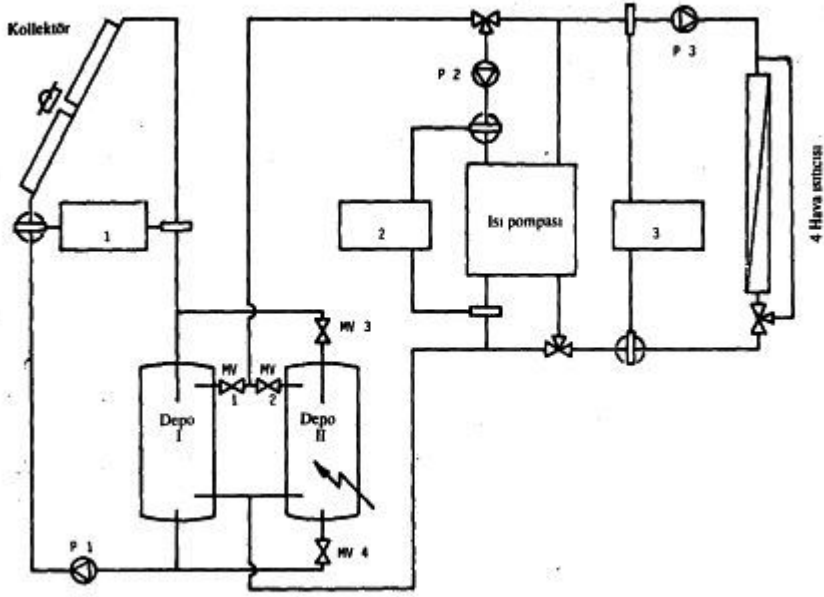 Kollektör
1
P 1
Depo
I
MV
1
MV
2
Depo
II
MV 3
MV 4
P 2
2
Isı pompası
3
P 3
4 Hava ısıtıcısı